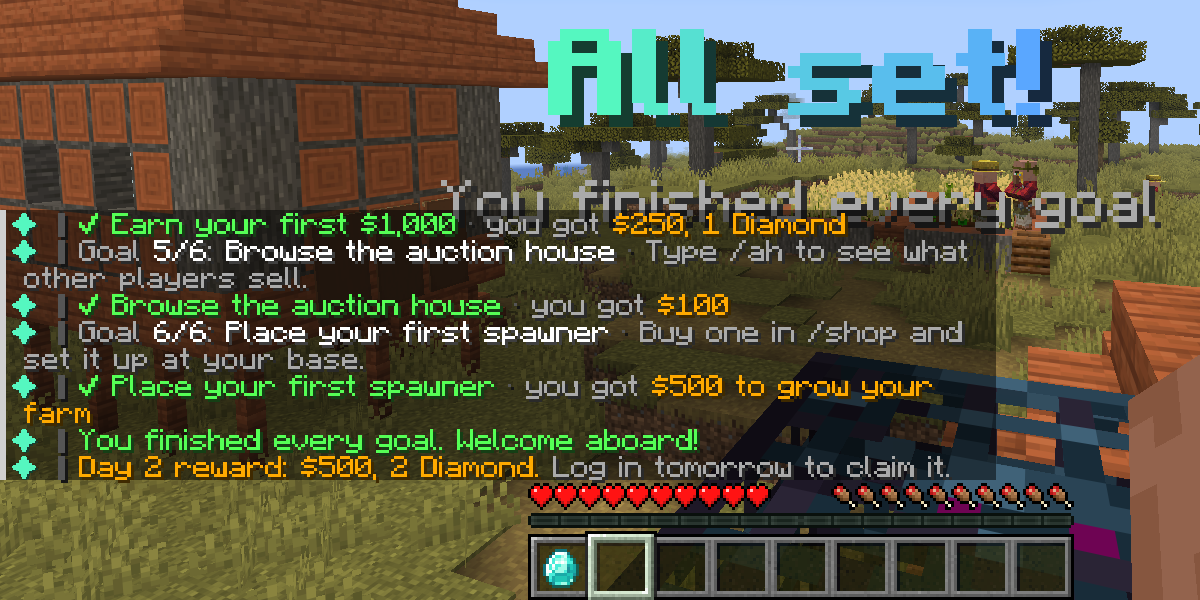 All set!
You finished every goal
✔ Earn your first $1,000 · you got $250, 1 Diamond
Goal 5/6: Browse the auction house · Type /ah to see what
other players sell.
✔ Browse the auction house · you got $100
Goal 6/6: Place your first spawner · Buy one in /shop and
set it up at your base.
✔ Place your first spawner · you got $500 to grow your
farm
You finished every goal. Welcome aboard!
Day 2 reward: $500, 2 Diamond. Log in tomorrow to claim it.